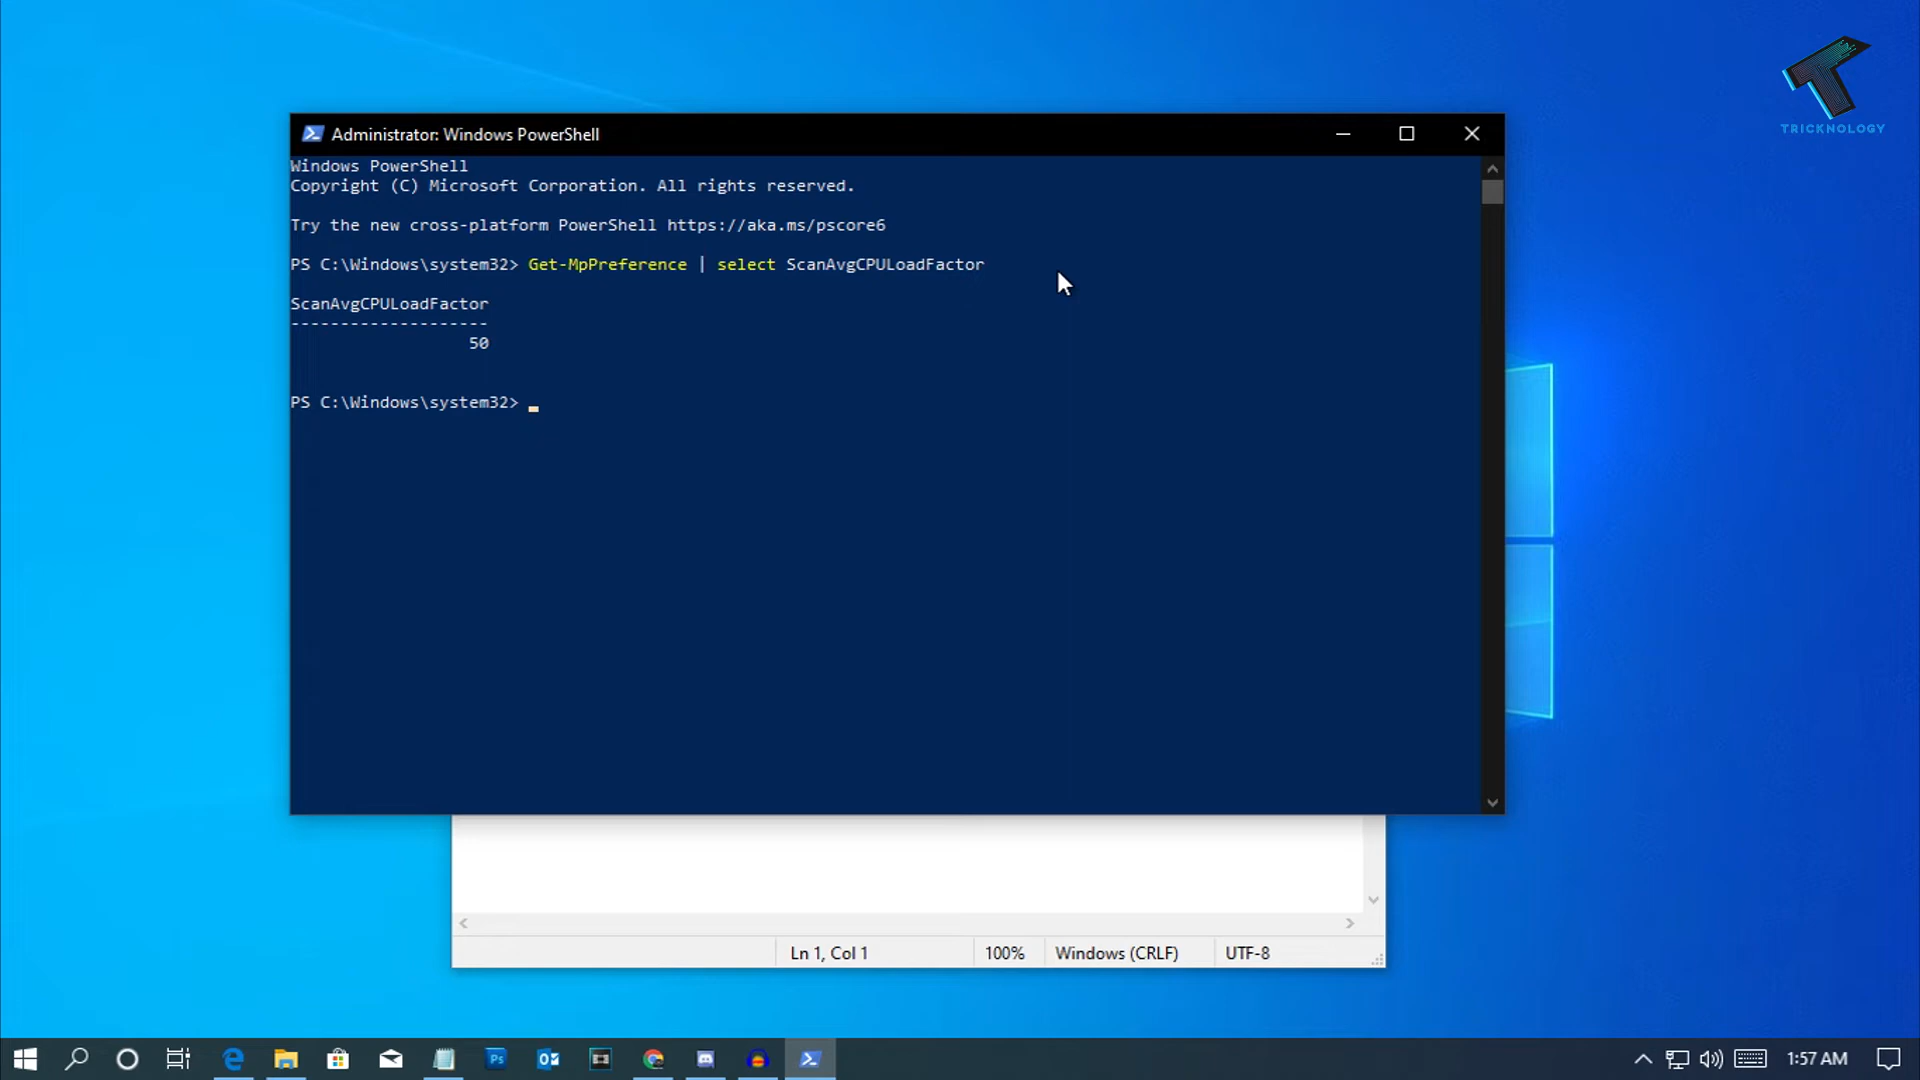 TRICKNOLOGY
Administrator: Windows PowerShell
Windows PowerShell
Copyright (C) Microsoft Corporation. All rights reserved.
Try the new cross-platform PowerShell https://aka.ms/pscore6
PS C:\Windows\system32> Get-MpPreference | select ScanAvgCPULoadFactor
ScanAvgCPULoadFactor
--------------------
50
PS C:\Windows\system32>
Ln 1, Col 1 100% Windows (CRLF) UTF-8
Ps
1:57 AM